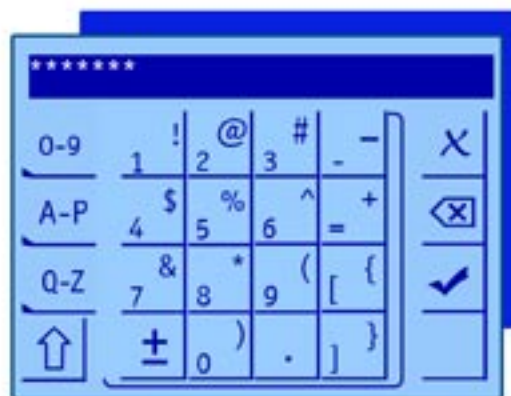 *******
0-9 1 ! 2 @ 3 # - _ X
A-P 4 $ 5 % 6 ^ = +
Q-Z 7 & 8 * 9 ( [ {
± 0 ) . ] }